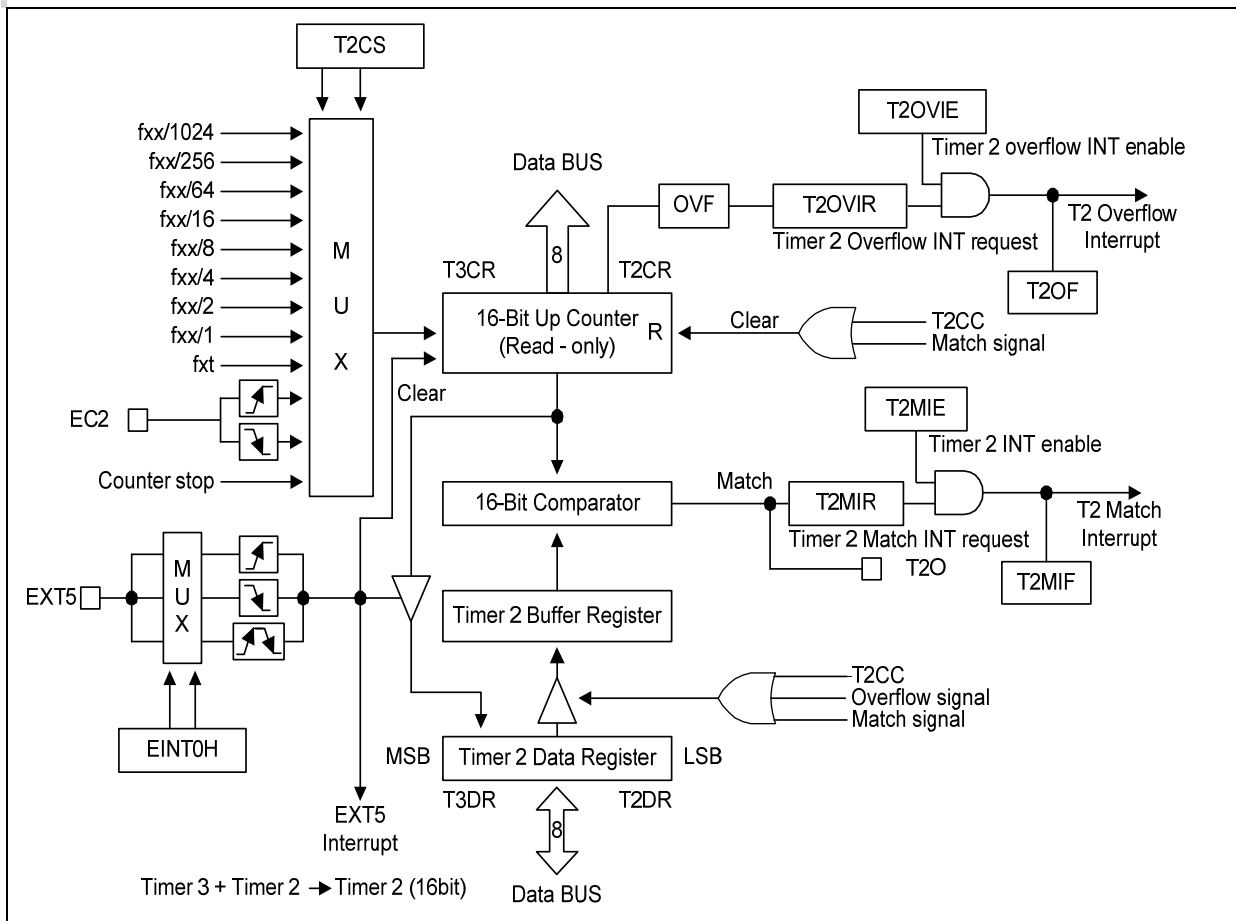 T2CS
fxx/1024
fxx/256
fxx/64
fxx/16
fxx/8
fxx/4
fxx/2
fxx/1
fxt
EC2
Counter stop
M
U
X
Data BUS
8
T3CR
T2CR
16-Bit Up Counter
(Read - only)
R
Clear
OVF
T2OVIR
Timer 2 Overflow INT request
T2OVIE
Timer 2 overflow INT enable
T2 Overflow
Interrupt
T2OF
Clear
T2CC
Match signal
16-Bit Comparator
Match
T2MIR
Timer 2 Match INT request
T2O
T2MIE
Timer 2 INT enable
T2 Match
Interrupt
T2MIF
EXT5
M
U
X
EINT0H
Timer 2 Buffer Register
T2CC
Overflow signal
Match signal
MSB
Timer 2 Data Register
LSB
T3DR
T2DR
8
Data BUS
EXT5
Interrupt
Timer 3 + Timer 2 → Timer 2 (16bit)